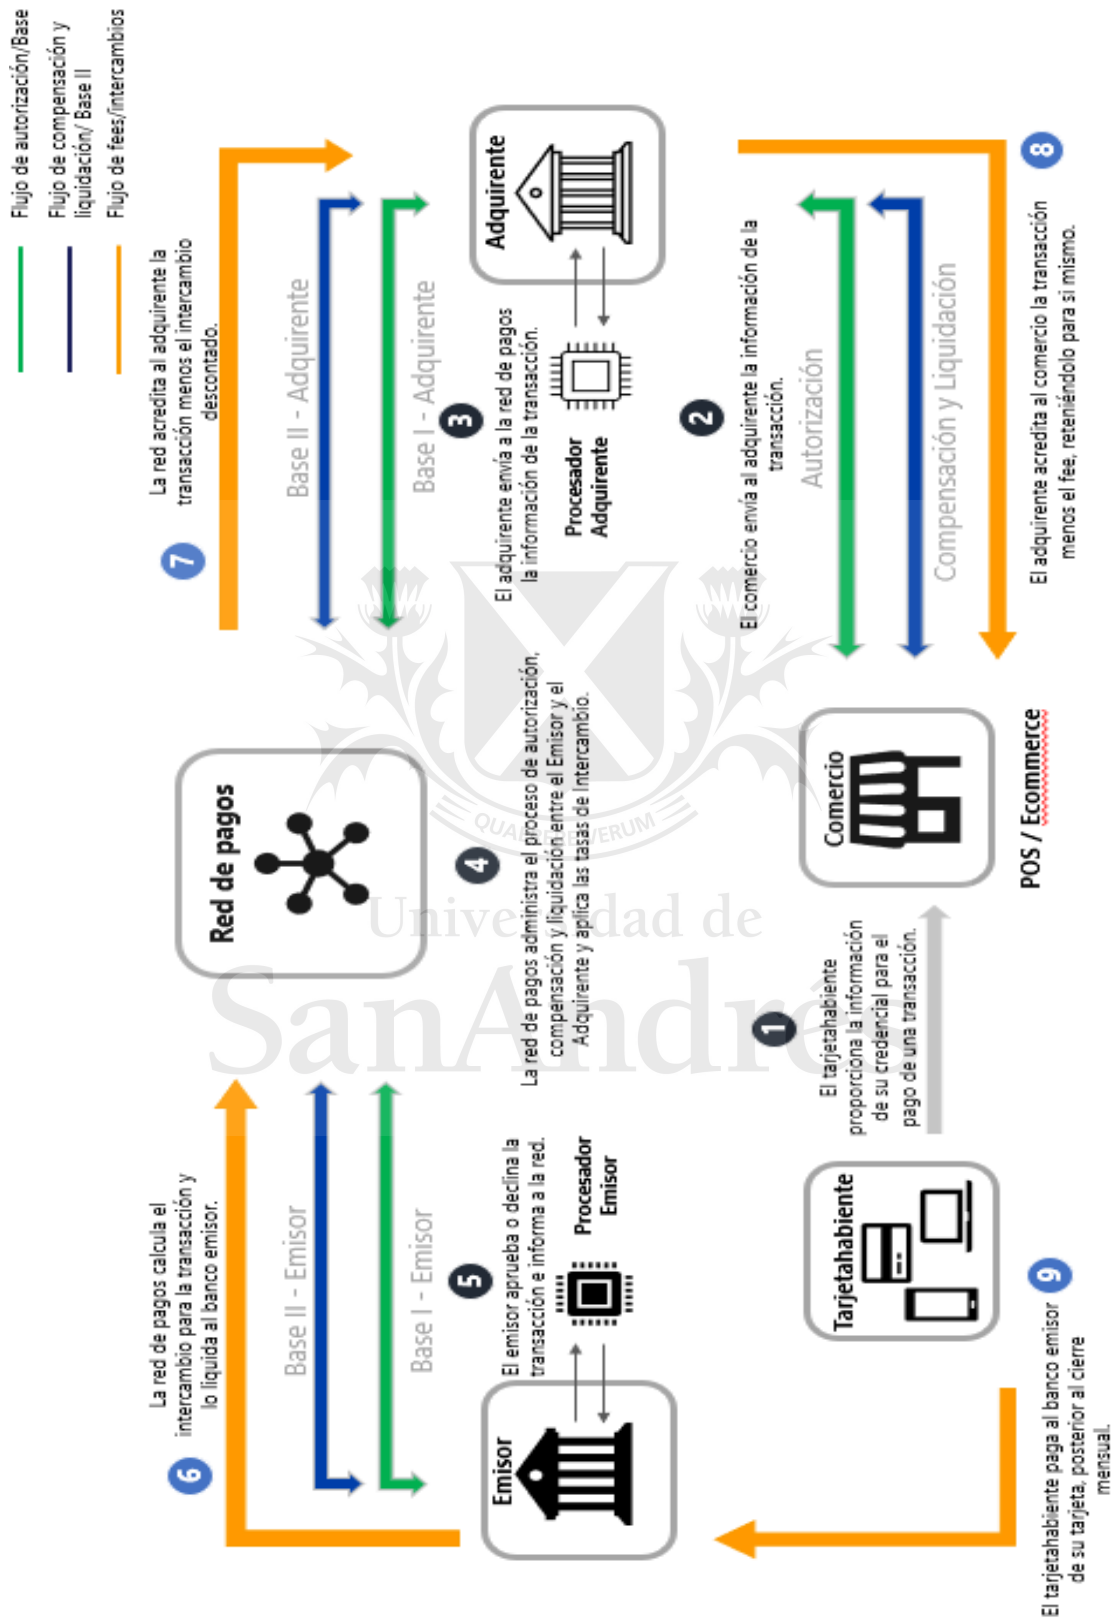 Flujo de autorización/Base
Flujo de compensación y
liquidación/ Base II
Flujo de fees/intercambios
6
La red de pagos calcula el
intercambio para la transacción y
lo liquida al banco emisor.
7
La red acredita al adquirente la
transacción menos el intercambio
descontado.
Red de pagos
Base II - Emisor
Base II - Adquirente
Base I - Emisor
Base I - Adquirente
5
4
3
Emisor
El emisor aprueba o declina la
transacción e informa a la red.
Procesador
Emisor
La red de pagos administra el proceso de autorización,
compensación y liquidación entre el Emisor y el
Adquirente y aplica las tasas de Intercambio.
El adquirente envía a la red de pagos
la información de la transacción.
Procesador
Adquirente
Adquirente
QUAERERE VERUM
Universidad de
SanAndrés
1
El tarjetahabiente
proporciona la información
de su credencial para el
pago de una transacción.
2
El comercio envía al adquirente la información de la
transacción.
Autorización
Compensación y Liquidación
Tarjetahabiente
Comercio
POS / Ecommerce
9
El tarjetahabiente paga al banco emisor
de su tarjeta, posterior al cierre
mensual.
8
El adquirente acredita al comercio la transacción
menos el fee, reteniéndolo para si mismo.